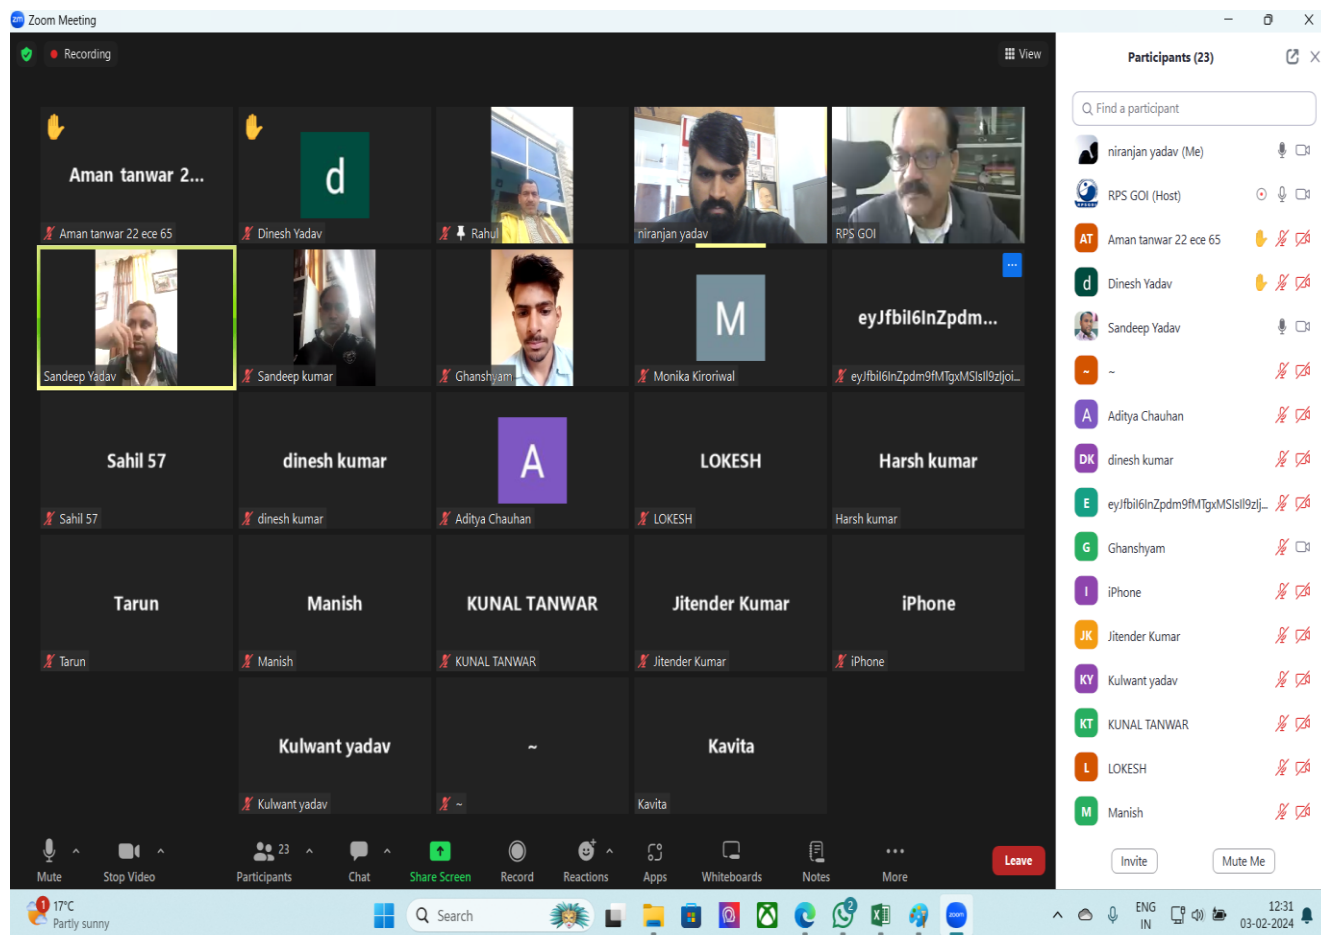 zm Zoom Meeting
Recording
View
Aman tanwar 2...
Aman tanwar 22 ece 65
d
Dinesh Yadav
Rahul
niranjan yadav
RPS GOI
Sandeep Yadav
Sandeep kumar
Ghanshyam
M
Monika Kiroriwal
eyJfbil6InZpdm...
eyJfbil6InZpdm9fMTgxMSIsIl9zIjoi...
Sahil 57
Sahil 57
dinesh kumar
dinesh kumar
A
Aditya Chauhan
LOKESH
LOKESH
Harsh kumar
Harsh kumar
Tarun
Tarun
Manish
Manish
KUNAL TANWAR
KUNAL TANWAR
Jitender Kumar
Jitender Kumar
iPhone
iPhone
Kulwant yadav
Kulwant yadav
~
~
Kavita
Kavita
Participants (23)
Find a participant
niranjan yadav (Me)
RPS GOI (Host)
AT Aman tanwar 22 ece 65
d Dinesh Yadav
Sandeep Yadav
~ ~
A Aditya Chauhan
DK dinesh kumar
E eyJfbil6InZpdm9fMTgxMSIsIl9zIj...
G Ghanshyam
I iPhone
JK Jitender Kumar
KY Kulwant yadav
KT KUNAL TANWAR
L LOKESH
M Manish
Invite
Mute Me
Mute
Stop Video
23
Participants
Chat
Share Screen
Record
Reactions
Apps
Whiteboards
Notes
More
Leave
1
17°C
Partly sunny
Search
2
zoom
ENG
IN
12:31
03-02-2024